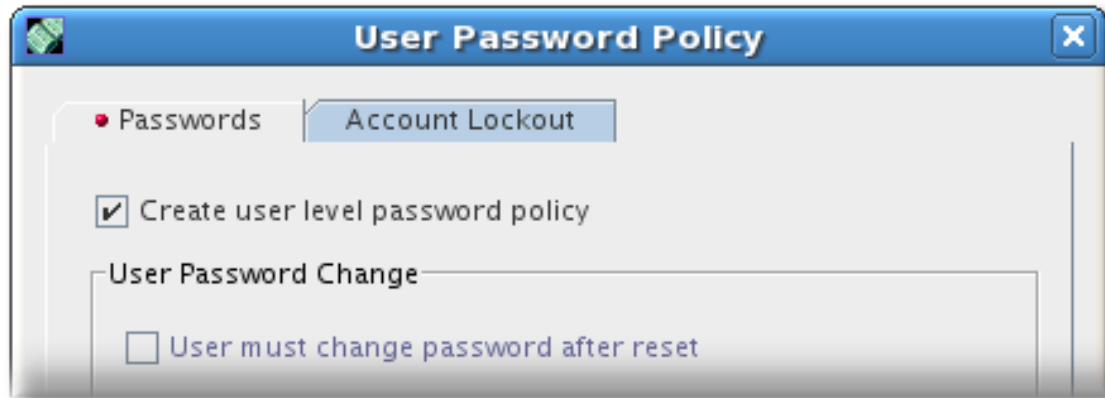 User Password Policy
Passwords
Account Lockout
Create user level password policy
User Password Change
User must change password after reset